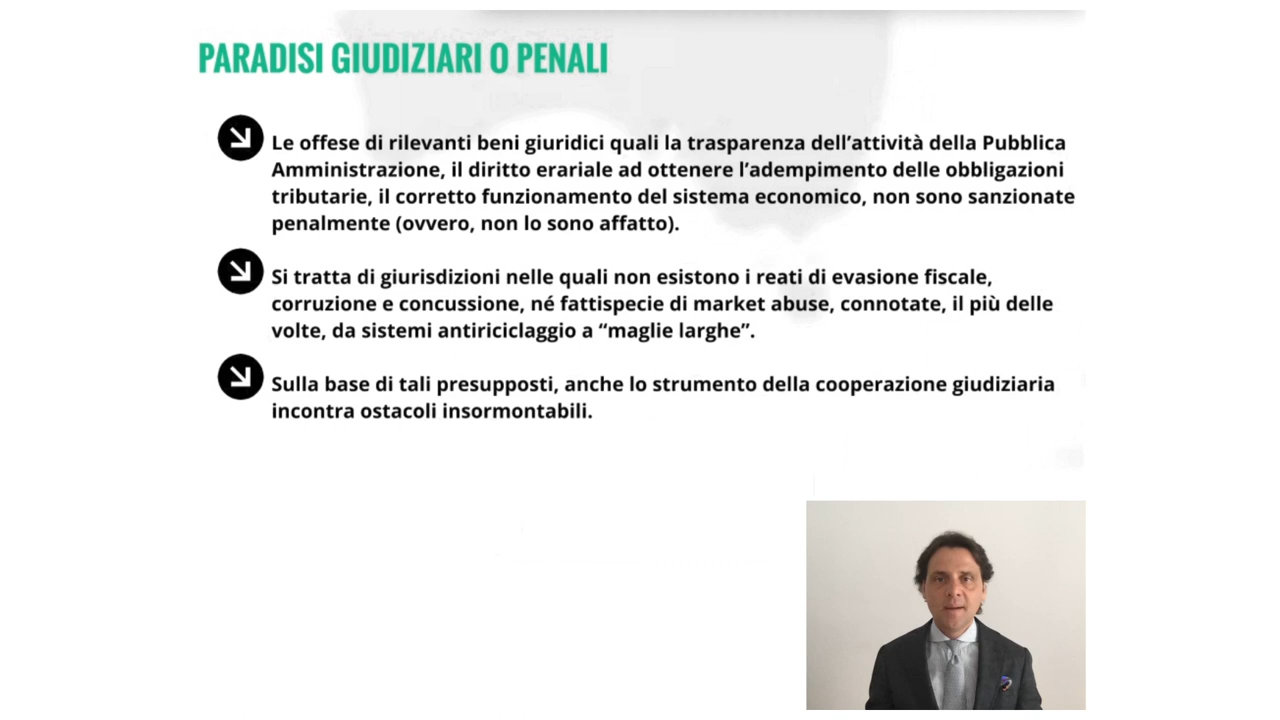 PARADISI GIUDIZIARI O PENALI
Le offese di rilevanti beni giuridici quali la trasparenza dell’attività della Pubblica
Amministrazione, il diritto erariale ad ottenere l’adempimento delle obbligazioni
tributarie, il corretto funzionamento del sistema economico, non sono sanzionate
penalmente (ovvero, non lo sono affatto).
Si tratta di giurisdizioni nelle quali non esistono i reati di evasione fiscale,
corruzione e concussione, né fattispecie di market abuse, connotate, il più delle
volte, da sistemi antiriciclaggio a “maglie larghe”.
Sulla base di tali presupposti, anche lo strumento della cooperazione giudiziaria
incontra ostacoli insormontabili.